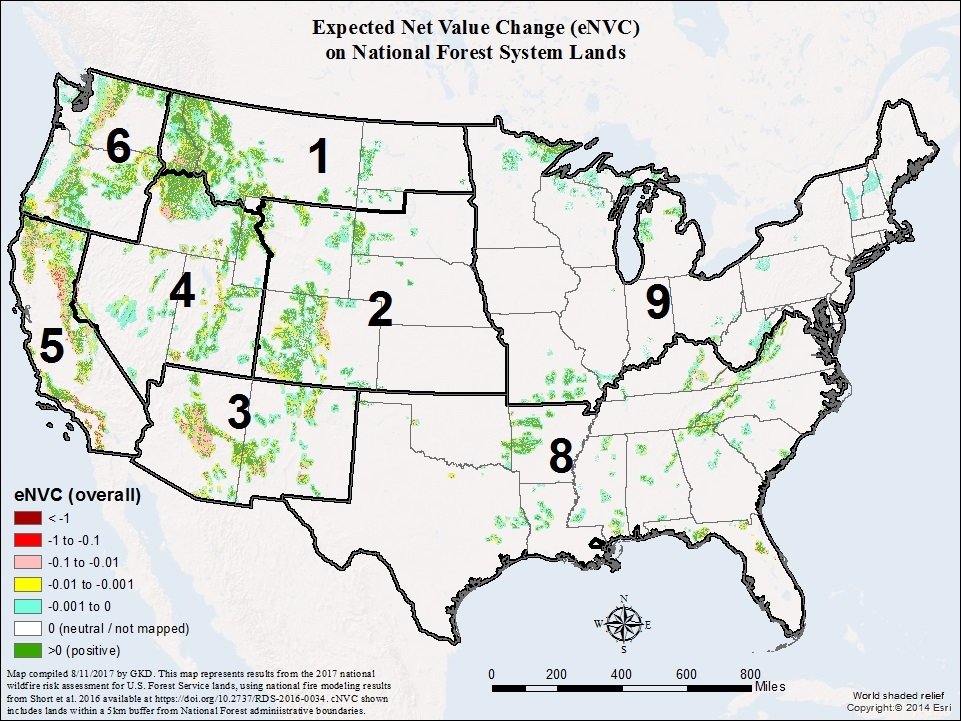 Expected Net Value Change (eNVC)
on National Forest System Lands
6
1
4
2
9
5
3
8
eNVC (overall)
< -1
-1 to -0.1
-0.1 to -0.01
-0.01 to -0.001
-0.001 to 0
0 (neutral / not mapped)
>0 (positive)
Map compiled 8/11/2017 by GKD. This map represents results from the 2017 national
wildfire risk assessment for U.S. Forest Service lands, using national fire modeling results
from Short et al. 2016 available at https://doi.org/10.2737/RDS-2016-0034. cNVC shown
includes lands within a 5km buffer from National Forest administrative boundaries.
N
W E
S
0 200 400 600 800
Miles
World shaded relief
Copyright:© 2014 Esri